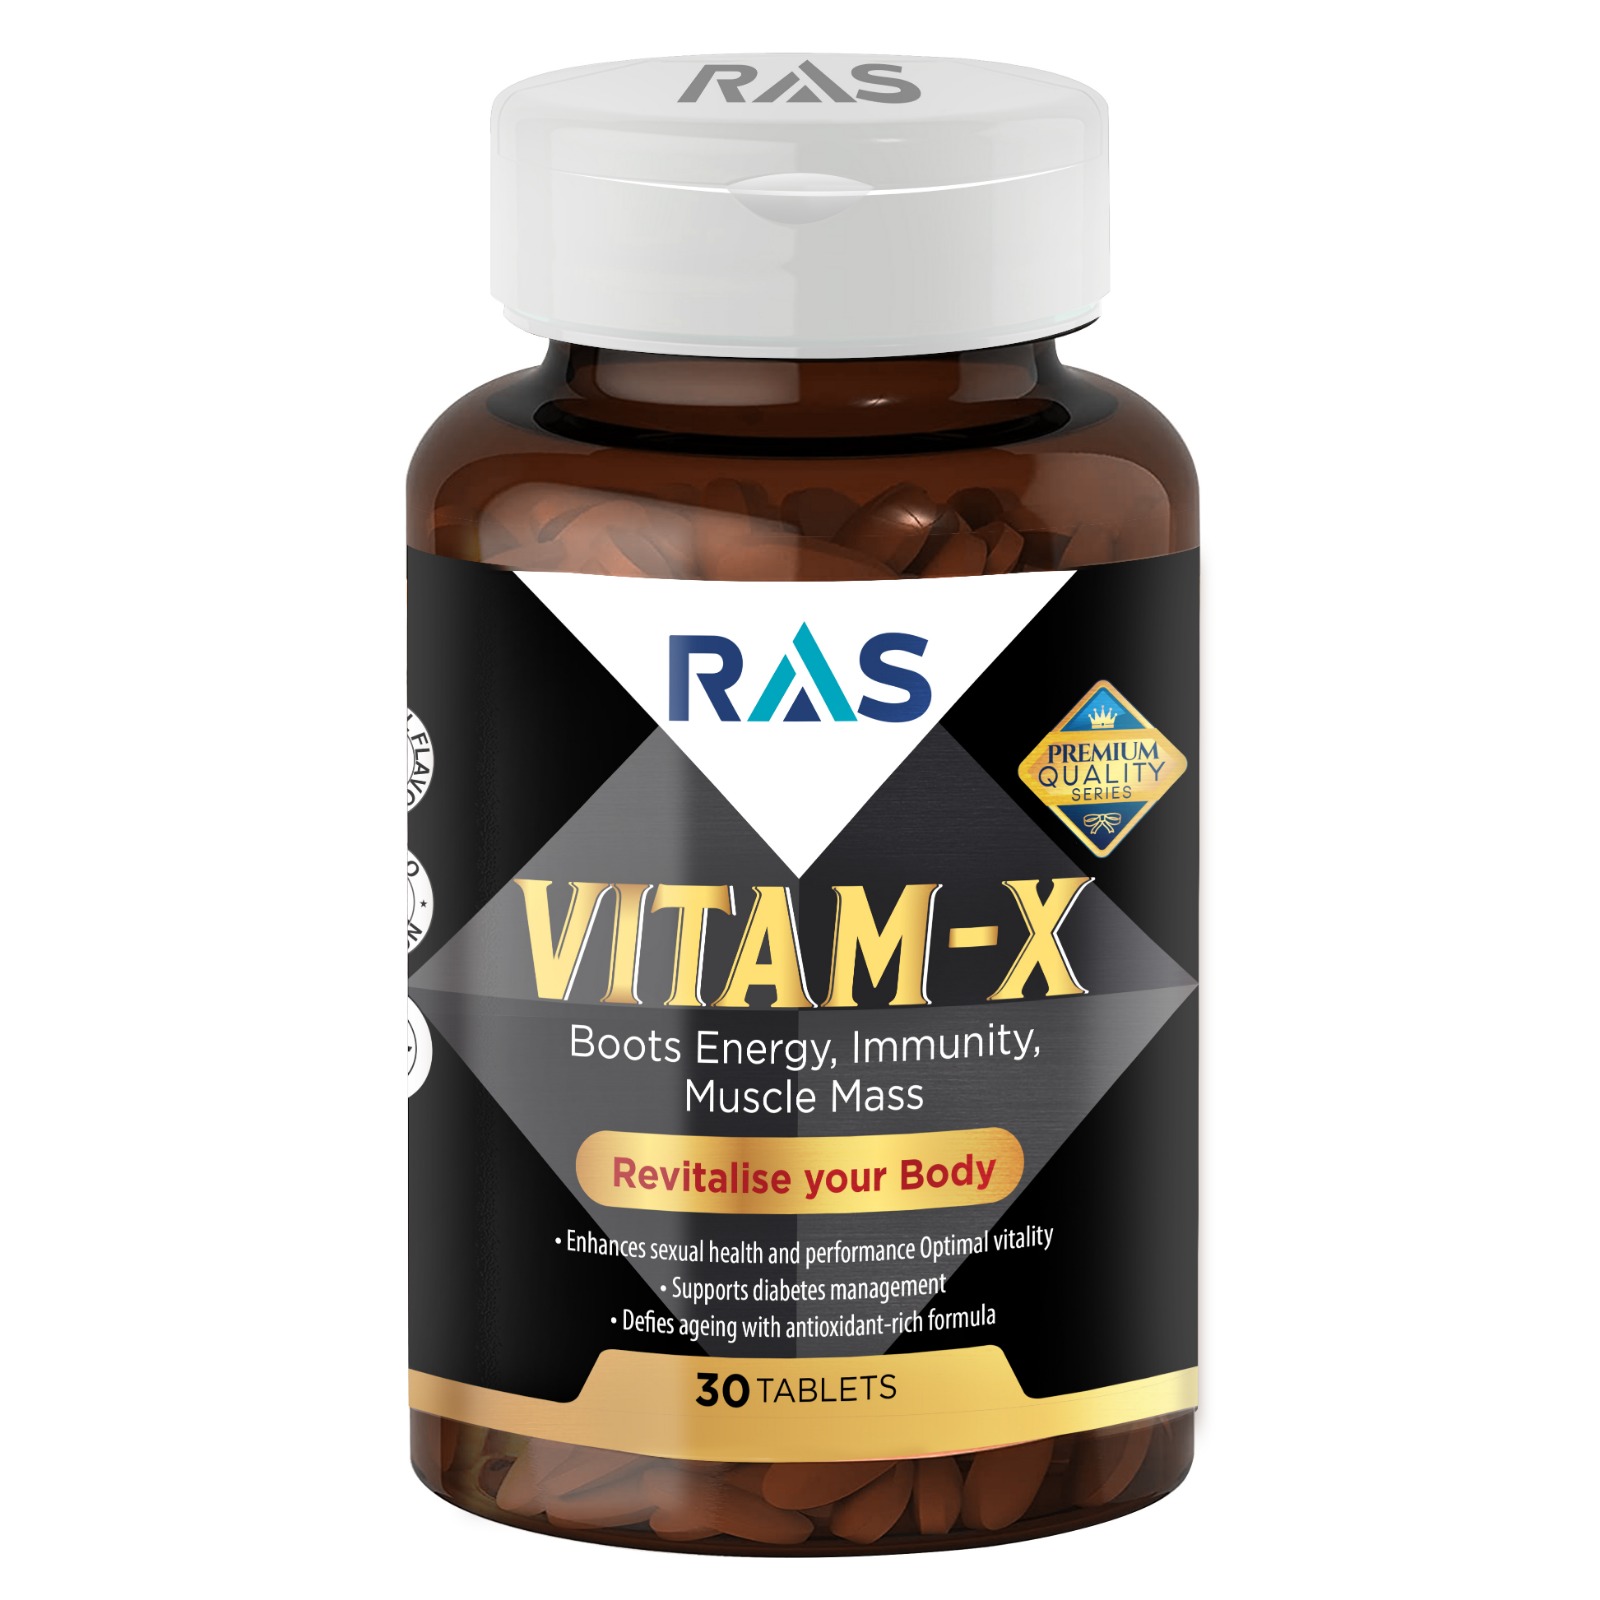 RAS
RAS
PREMIUM
QUALITY
SERIES
VITAM-X
Boots Energy, Immunity,
Muscle Mass
Revitalise your Body
• Enhances sexual health and performance Optimal vitality
• Supports diabetes management
• Defies ageing with antioxidant-rich formula
30 TABLETS